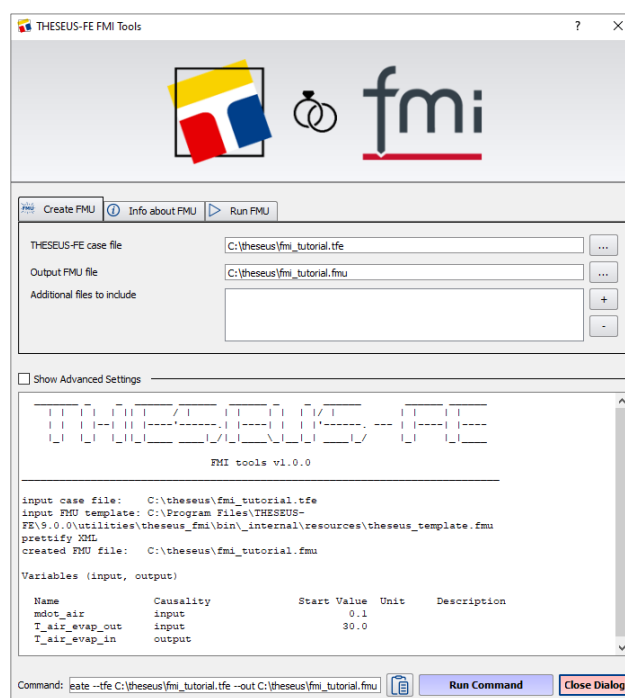 THESEUS-FE FMI Tools
fmi
Create FMU
Info about FMU
Run FMU
THESEUS-FE case file
C:\theseus\fmi_tutorial.tfe
...
Output FMU file
C:\theseus\fmi_tutorial.fmu
...
Additional files to include
+
-
Show Advanced Settings
THESEUS - FE
FMI tools v1.0.0
input case file: C:\theseus\fmi_tutorial.tfe
input FMU template: C:\Program Files\THESEUS-
FE\9.0.0\utilities\theseus_fmi\bin\_internal\resources\theseus_template.fmu
prettify XML
created FMU file: C:\theseus\fmi_tutorial.fmu
Variables (input, output)
Name Causality Start Value Unit Description
mdot_air input 0.1
T_air_evap_out input 30.0
T_air_evap_in output
Command: eate --tfe C:\theseus\fmi_tutorial.tfe --out C:\theseus\fmi_tutorial.fmu Run Command Close Dialog